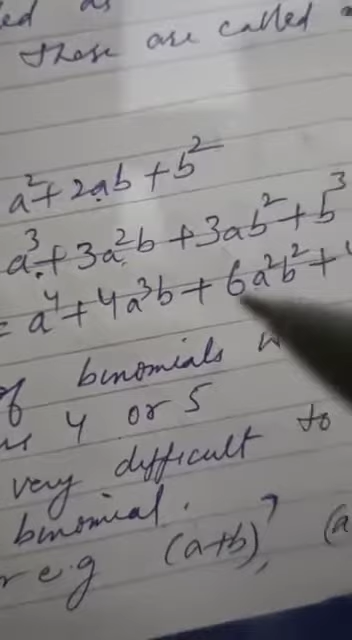 as
These are called
a² + 2ab + b²
a³ + 3a²b + 3ab² + b³
= a⁴ + 4a³b + 6a²b² +
of binomials
4 or 5
very difficult to
binomial.
e.g (a+b)⁷, (a